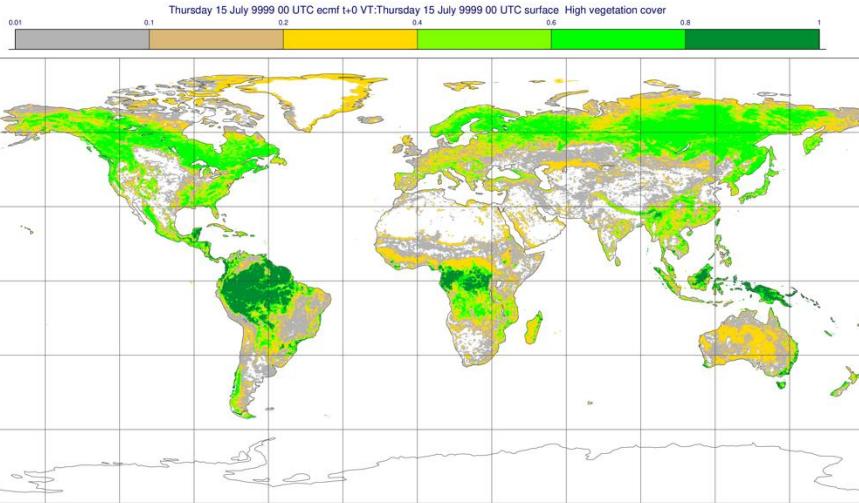 Thursday 15 July 9999 00 UTC ecmf t+0 VT:Thursday 15 July 9999 00 UTC surface High vegetation cover
0.01 0.1 0.2 0.4 0.6 0.8 1